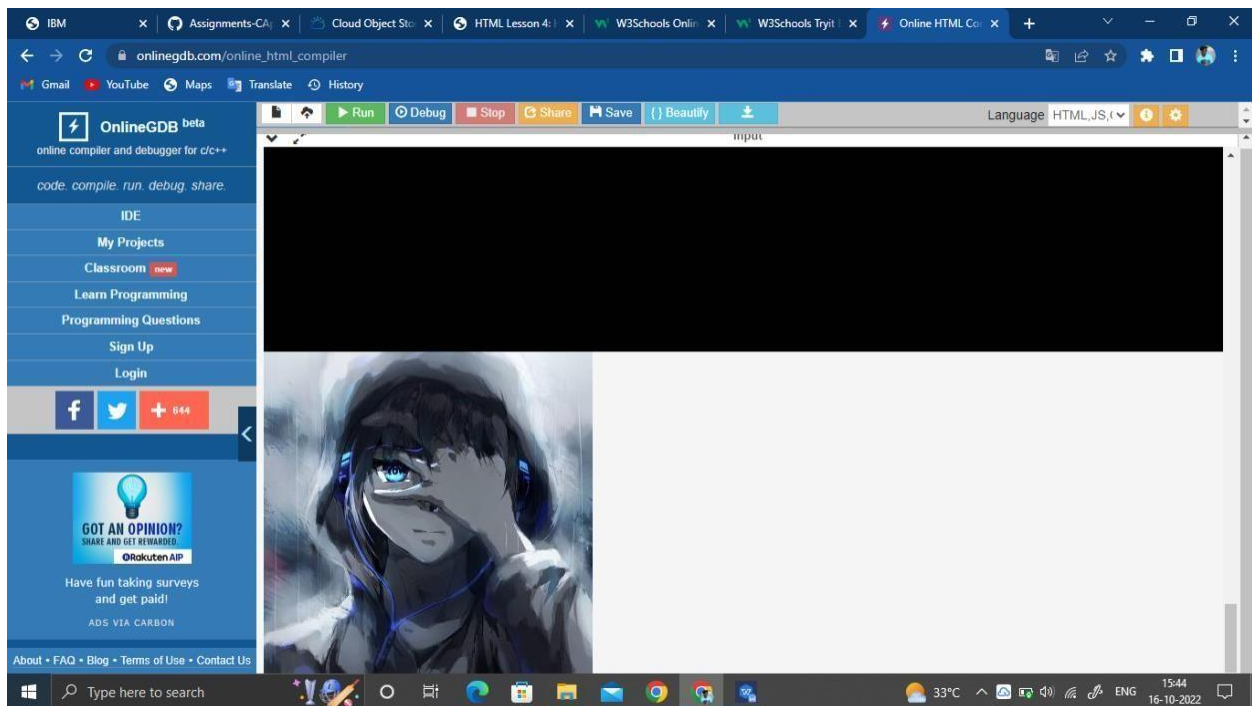 IBM
Assignments-CA
Cloud Object Sto
HTML Lesson 4:
W3Schools Onlin
W3Schools Tryit
Online HTML Co
onlinegdb.com/online_html_compiler
Gmail
YouTube
Maps
Translate
History
OnlineGDB beta
online compiler and debugger for c/c++
code. compile. run. debug. share.
IDE
My Projects
Classroom new
Learn Programming
Programming Questions
Sign Up
Login
f
+ 644
GOT AN OPINION?
SHARE AND GET REWARDED.
Rakuten AIP
Have fun taking surveys
and get paid!
ADS VIA CARBON
About • FAQ • Blog • Terms of Use • Contact Us
Run
Debug
Stop
Share
Save
{ } Beautify
Language HTML,JS,
input
Type here to search
33°C
ENG
15:44
16-10-2022